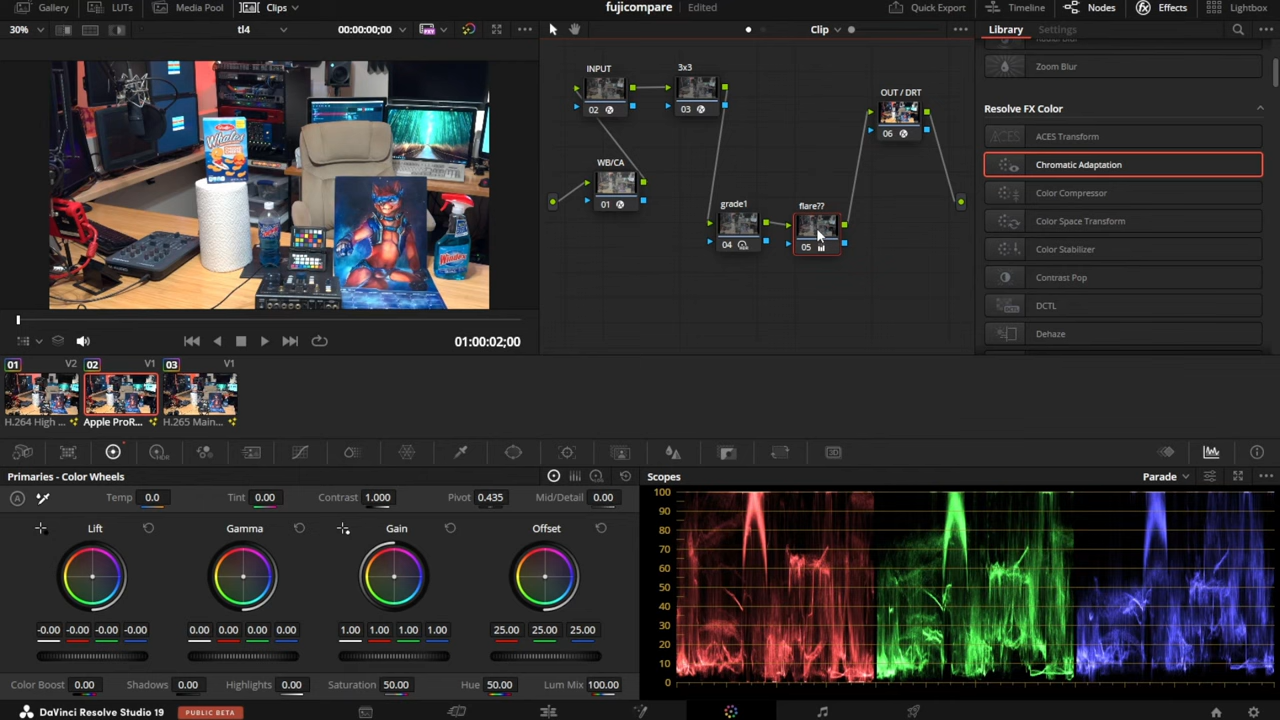 Gallery LUTs Media Pool Clips fujicompare Edited Quick Export Timeline Nodes Effects Lightbox
30% tl4 00:00:00;00 Clip Library Settings
Zoom Blur
Resolve FX Color
ACES Transform
Chromatic Adaptation
Color Compressor
Color Space Transform
Color Stabilizer
Contrast Pop
DCTL
Dehaze
INPUT
02
3x3
03
OUT / DRT
06
WB/CA
01
grade1
04
flare??
05
Whales
01:00:02;00
01 V2 02 V1 03 V1
H.264 High ... Apple ProR... H.265 Main...
Primaries - Color Wheels
Temp 0.0 Tint 0.00 Contrast 1.000 Pivot 0.435 Mid/Detail 0.00
Lift Gamma Gain Offset
-0.00 -0.00 -0.00 -0.00 0.00 0.00 0.00 0.00 1.00 1.00 1.00 1.00 25.00 25.00 25.00
Color Boost 0.00 Shadows 0.00 Highlights 0.00 Saturation 50.00 Hue 50.00 Lum Mix 100.00
Scopes Parade
100
90
80
70
60
50
40
30
20
10
0
DaVinci Resolve Studio 19 PUBLIC BETA